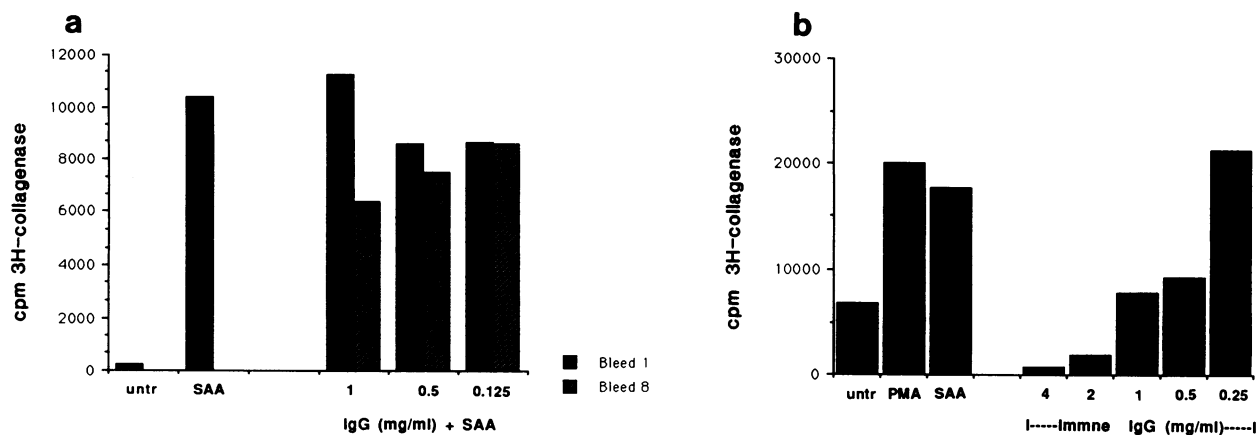 a
12000
10000
8000
6000
4000
2000
0
cpm 3H-collagenase
untr SAA 1 0.5 0.125
IgG (mg/ml) + SAA
Bleed 1
Bleed 8
b
30000
20000
10000
0
cpm 3H-collagenase
untr PMA SAA 4 2 1 0.5 0.25
I-----Immne IgG (mg/ml)-----I